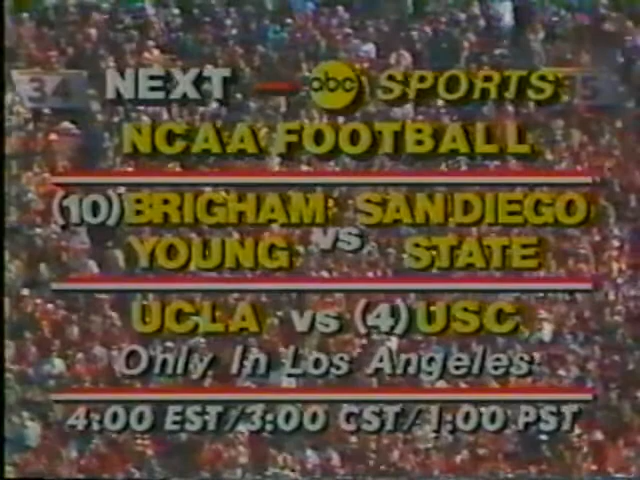 NEXT — abc SPORTS
NCAA FOOTBALL
(10) BRIGHAM YOUNG vs SAN DIEGO STATE
UCLA vs (4) USC
Only In Los Angeles
4:00 EST/3:00 CST/1:00 PST